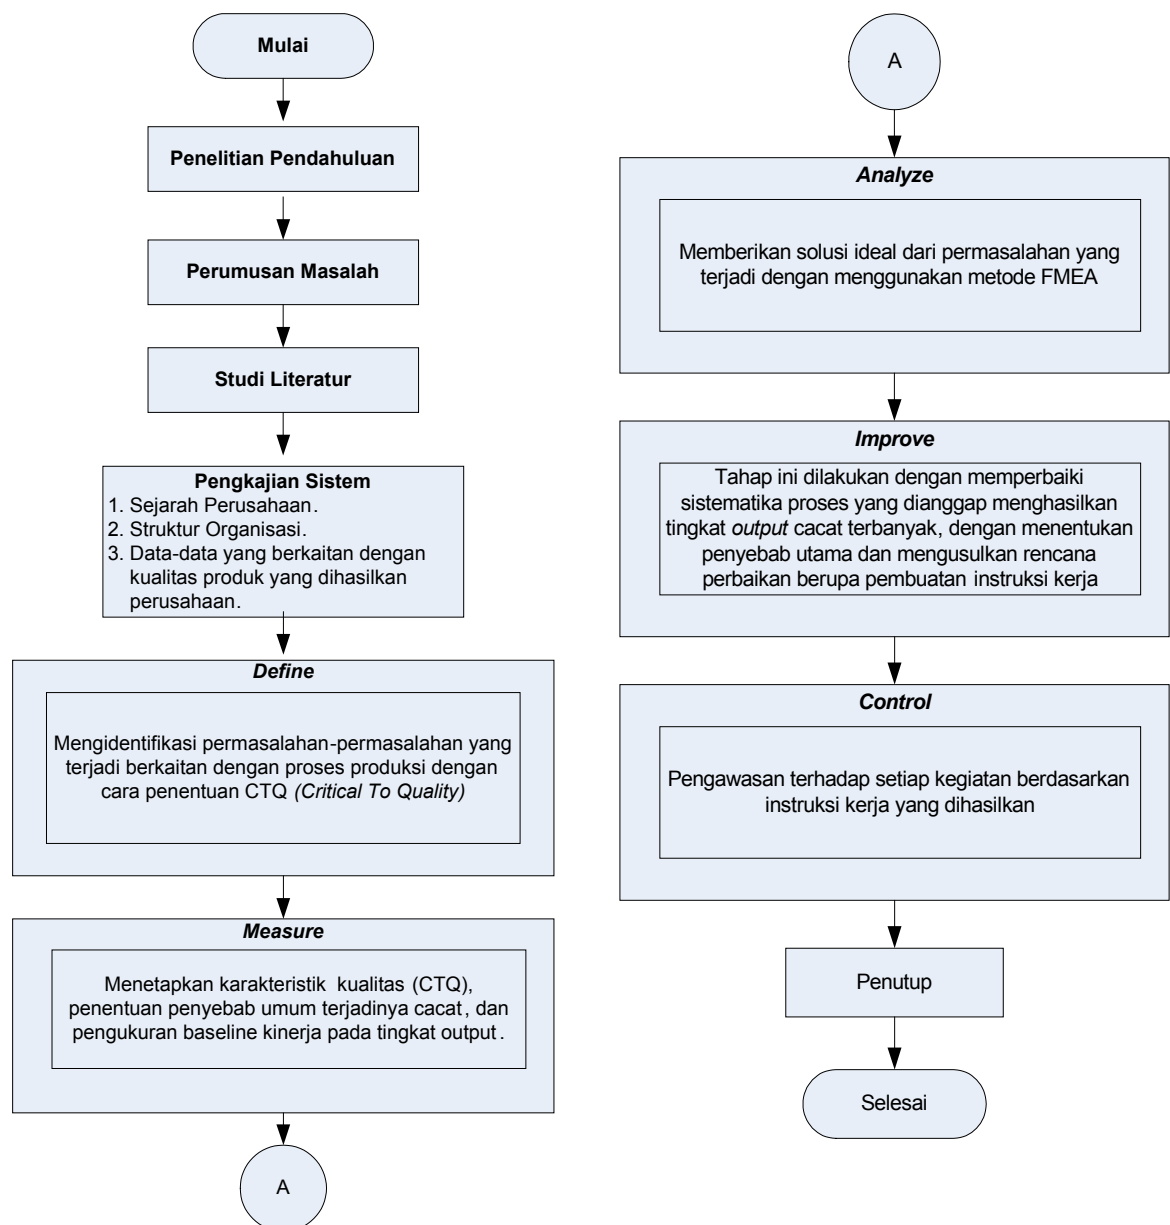 Mulai
Penelitian Pendahuluan
Perumusan Masalah
Studi Literatur
Pengkajian Sistem
1. Sejarah Perusahaan.
2. Struktur Organisasi.
3. Data-data yang berkaitan dengan
kualitas produk yang dihasilkan
perusahaan.
Define
Mengidentifikasi permasalahan-permasalahan yang
terjadi berkaitan dengan proses produksi dengan
cara penentuan CTQ (Critical To Quality)
Measure
Menetapkan karakteristik kualitas (CTQ),
penentuan penyebab umum terjadinya cacat, dan
pengukuran baseline kinerja pada tingkat output.
A
A
Analyze
Memberikan solusi ideal dari permasalahan yang
terjadi dengan menggunakan metode FMEA
Improve
Tahap ini dilakukan dengan memperbaiki
sistematika proses yang dianggap menghasilkan
tingkat output cacat terbanyak, dengan menentukan
penyebab utama dan mengusulkan rencana
perbaikan berupa pembuatan instruksi kerja
Control
Pengawasan terhadap setiap kegiatan berdasarkan
instruksi kerja yang dihasilkan
Penutup
Selesai